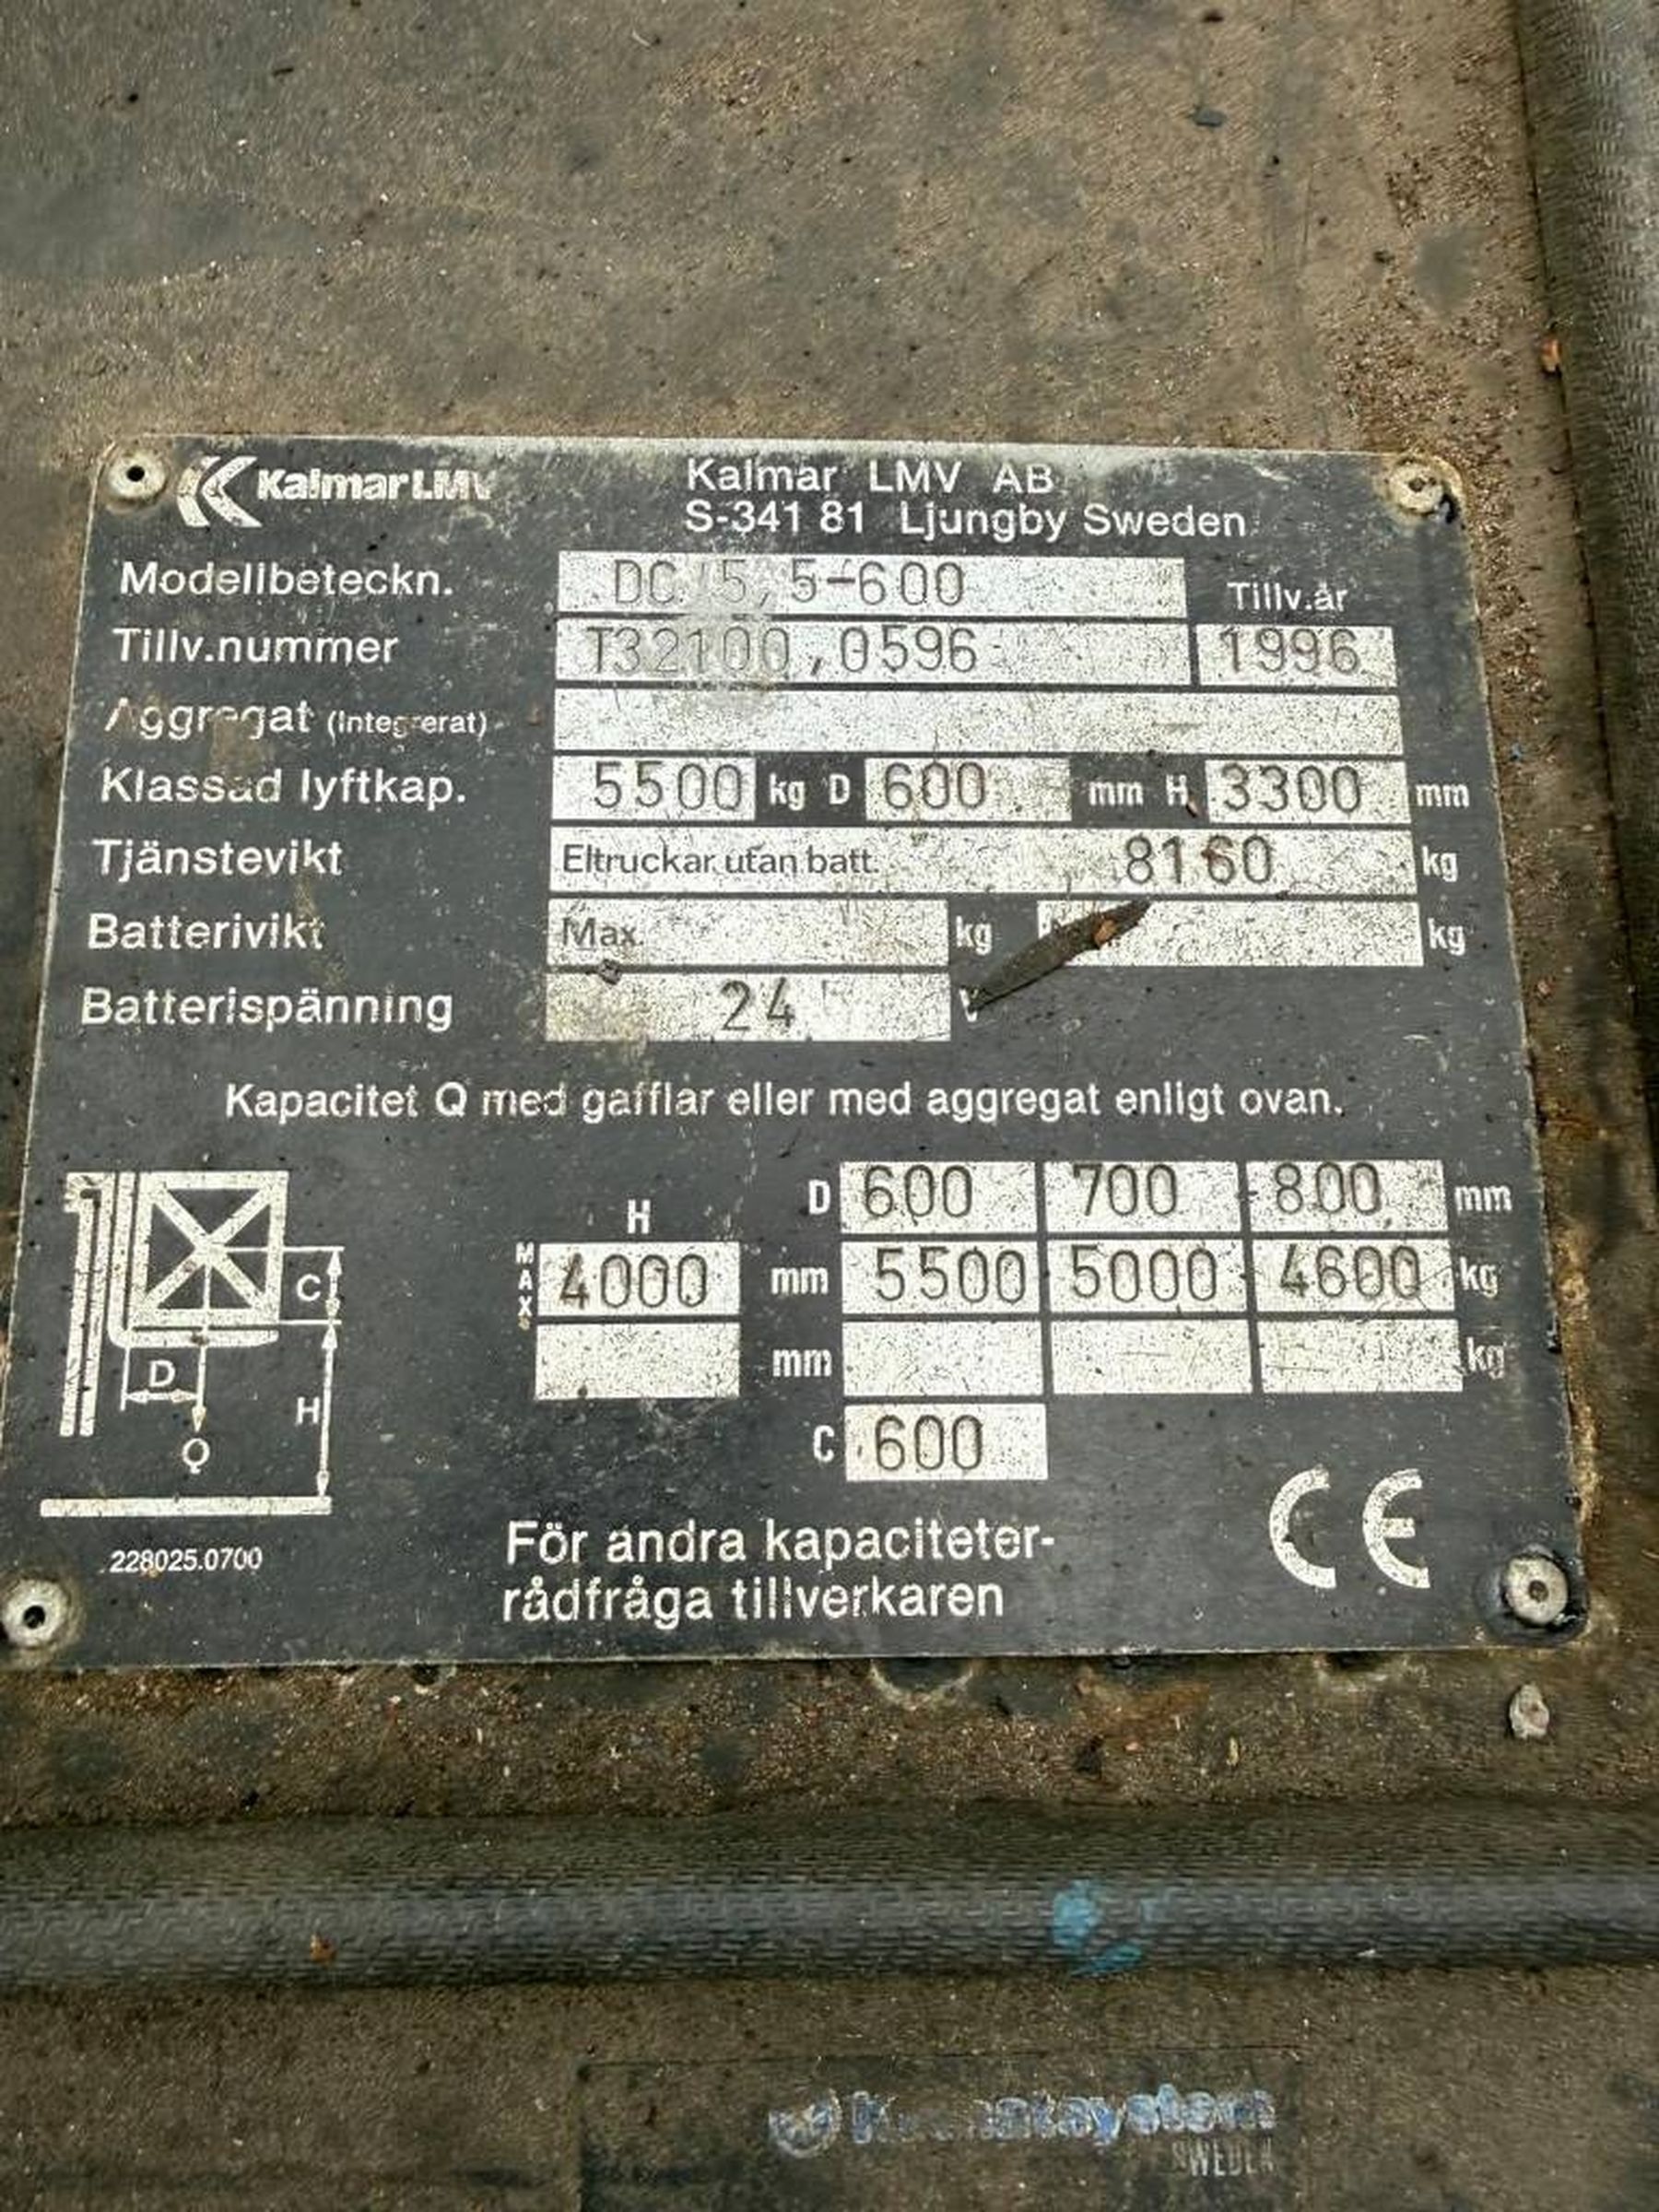 KalmarLMV
Kalmar LMV AB
S-341 81 Ljungby Sweden
Modellbeteckn. DC 5,5-600 Tillv.år
Tillv.nummer T32100,0596 1996
Aggregat (Integrerat)
Klassad lyftkap. 5500 kg D 600 mm H 3300 mm
Tjänstevikt Eltruckar utan batt. 8160 kg
Batterivikt Max. kg kg
Batterispänning 24 V
Kapacitet Q med gafflar eller med aggregat enligt ovan.
H D 600 700 800 mm
MAX 4000 mm 5500 5000 4600 kg
mm kg
C 600
C
D
H
Q
228025.0700
För andra kapaciteter-
rådfråga tillverkaren
CE
SWEDEN